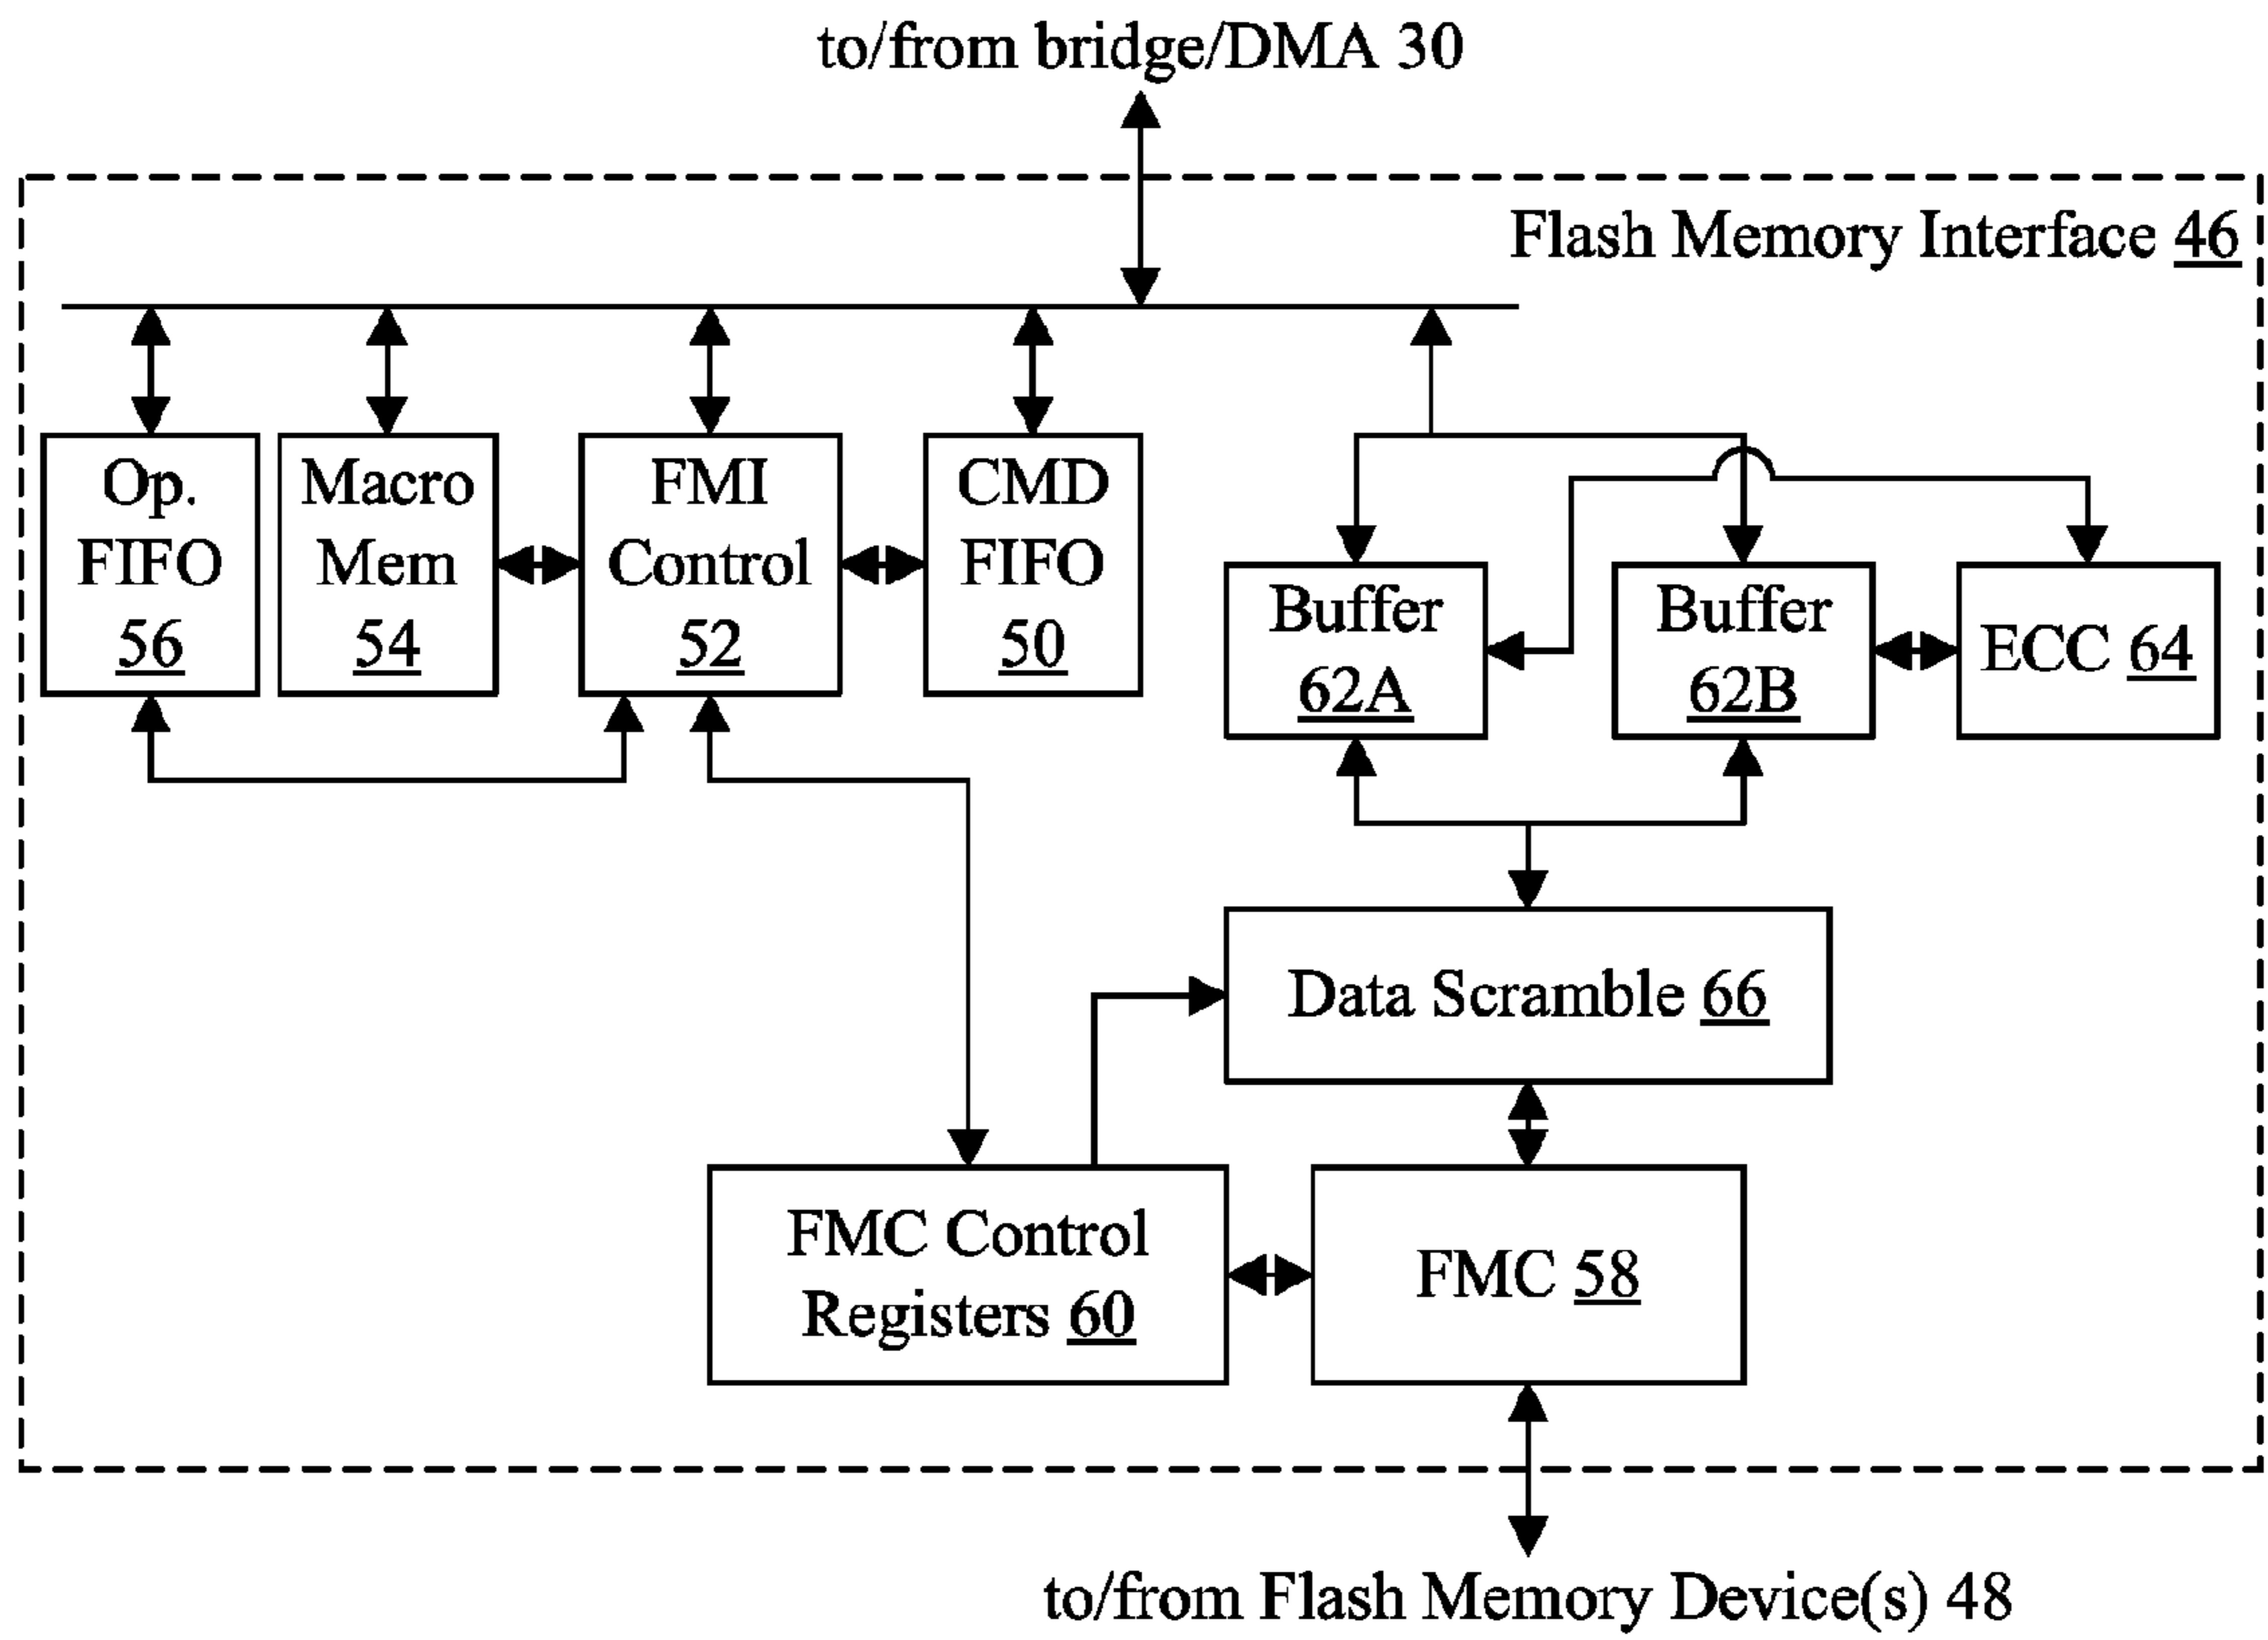 to/from bridge/DMA 30
Flash Memory Interface 46
Op.
FIFO
56
Macro
Mem
54
FMI
Control
52
CMD
FIFO
50
Buffer
62A
Buffer
62B
ECC 64
Data Scramble 66
FMC Control
Registers 60
FMC 58
to/from Flash Memory Device(s) 48